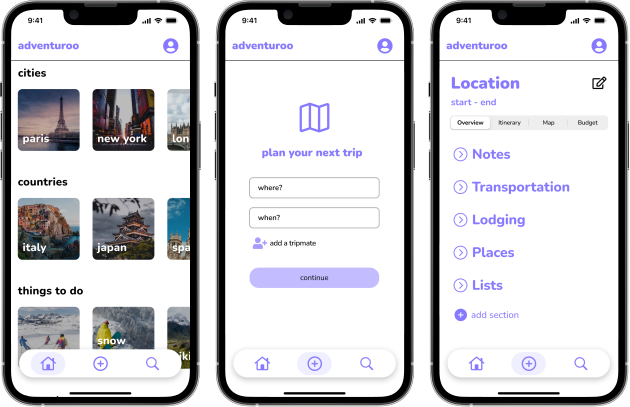 9:41
adventuroo
cities
paris
new york
lon
countries
italy
japan
spa
things to do
snow
9:41
adventuroo
plan your next trip
where?
when?
add a tripmate
continue
9:41
adventuroo
Location
start - end
Overview
Itinerary
Map
Budget
Notes
Transportation
Lodging
Places
Lists
add section